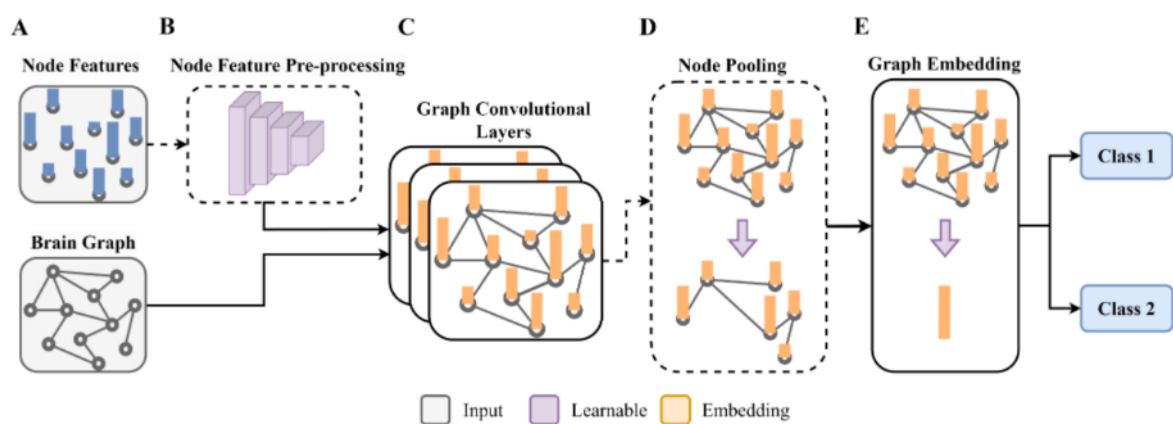 A
B
C
D
E
Node Features
Node Feature Pre-processing
Graph Convolutional
Layers
Node Pooling
Graph Embedding
Brain Graph
Class 1
Class 2
Input
Learnable
Embedding